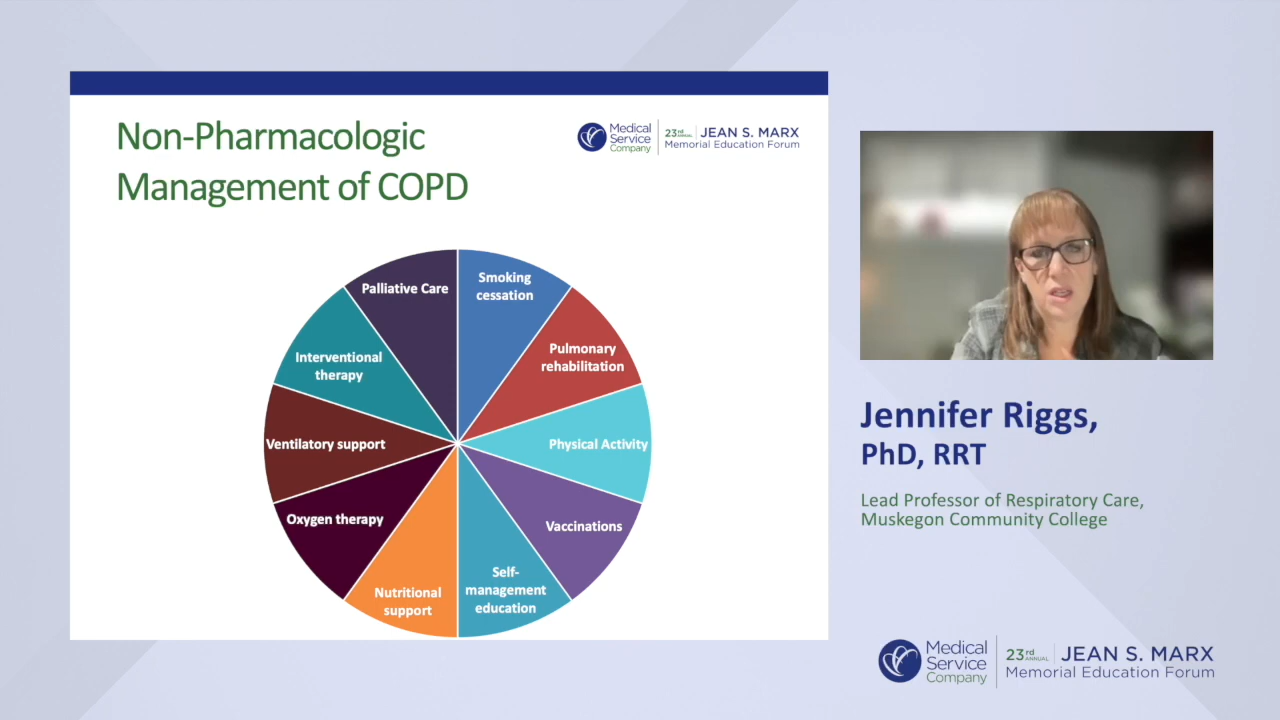 Non-Pharmacologic
Management of COPD
Medical
Service
Company
23rd
ANNUAL
JEAN S. MARX
Memorial Education Forum
Smoking
cessation
Pulmonary
rehabilitation
Physical Activity
Vaccinations
Self-
management
education
Nutritional
support
Oxygen therapy
Ventilatory support
Interventional
therapy
Palliative Care
Jennifer Riggs,
PhD, RRT
Lead Professor of Respiratory Care,
Muskegon Community College
Medical
Service
Company
23rd
ANNUAL
JEAN S. MARX
Memorial Education Forum